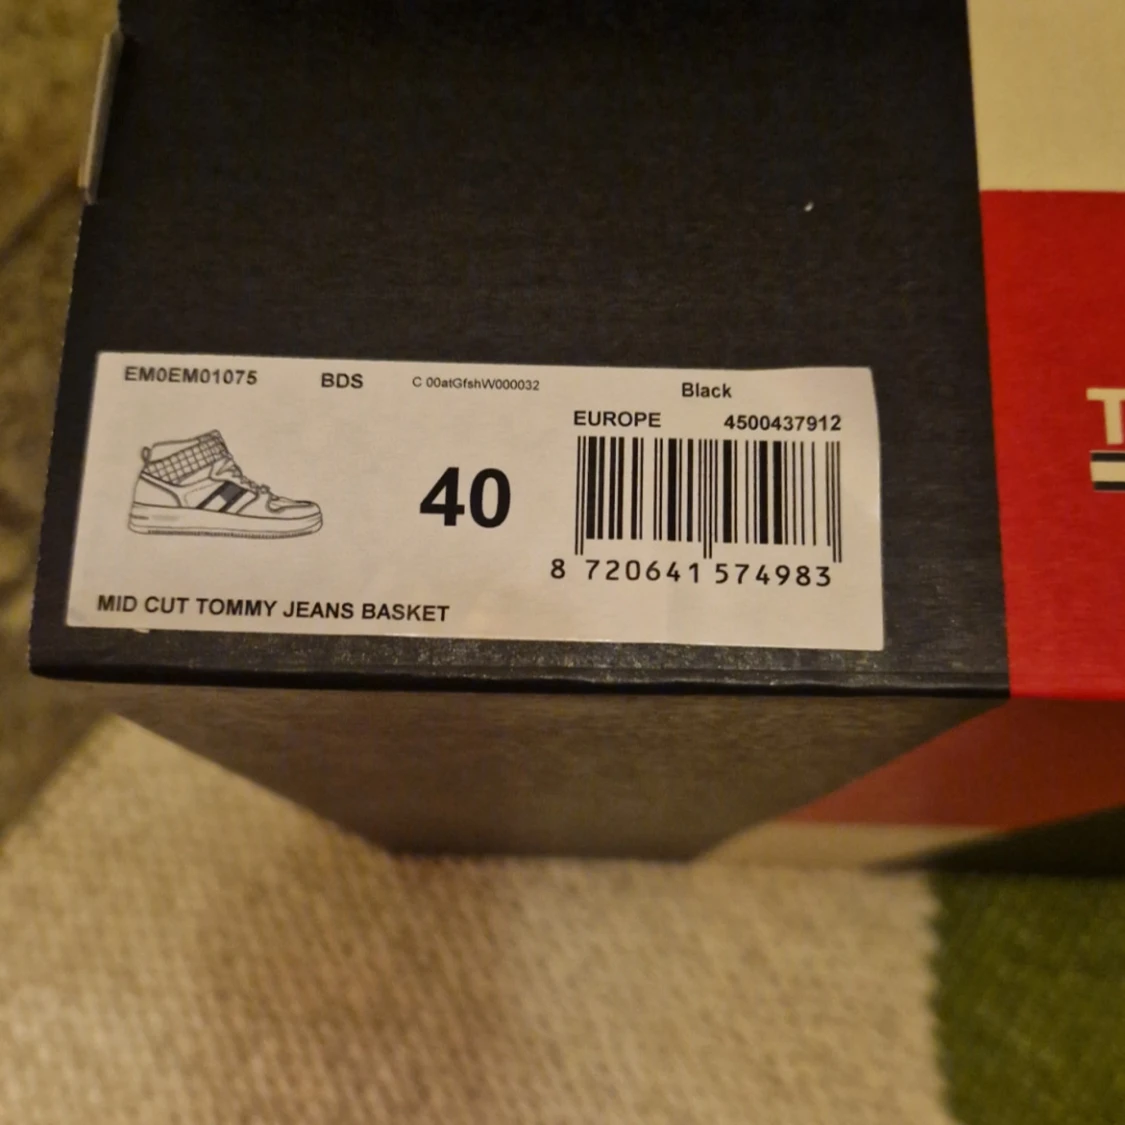 EM0EM01075 BDS C 00atGfshW000032 Black
EUROPE 4500437912
40
8 720641 574983
MID CUT TOMMY JEANS BASKET
T